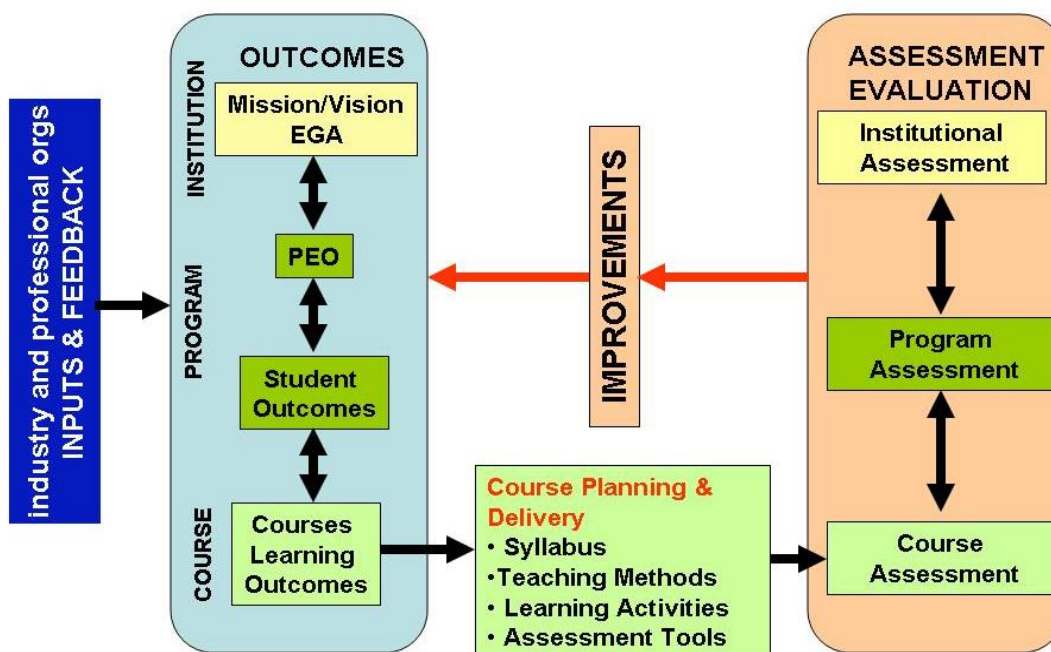 industry and professional orgs
INPUTS & FEEDBACK
OUTCOMES
INSTITUTION
Mission/Vision
EGA
PROGRAM
PEO
Student
Outcomes
COURSE
Courses
Learning
Outcomes
Course Planning &
Delivery
• Syllabus
•Teaching Methods
• Learning Activities
• Assessment Tools
IMPROVEMENTS
ASSESSMENT
EVALUATION
Institutional
Assessment
Program
Assessment
Course
Assessment